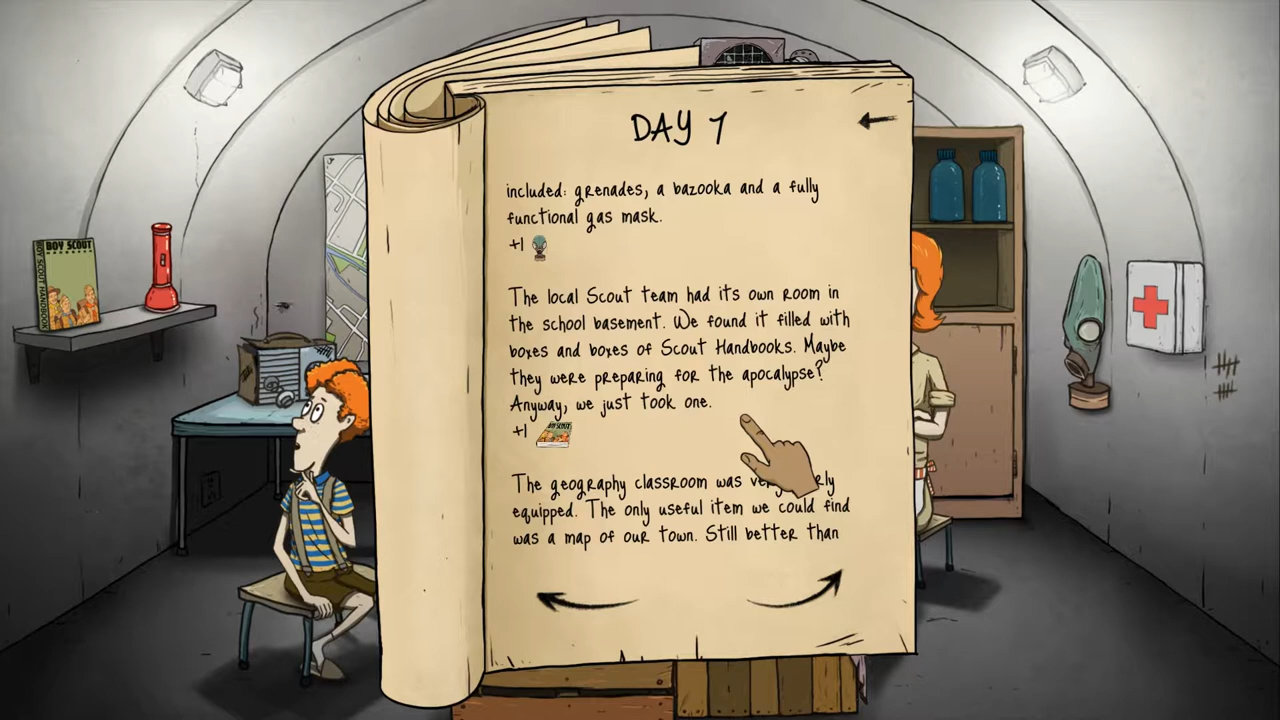 DAY 7
included: grenades, a bazooka and a fully
functional gas mask.
+1
The local Scout team had its own room in
the school basement. We found it filled with
boxes and boxes of Scout Handbooks. Maybe
they were preparing for the apocalypse?
Anyway, we just took one.
+1
The geography classroom was
equipped. The only useful item we could find
was a map of our town. Still better than
BOY SCOUT
BOY SCOUT HANDBOOK